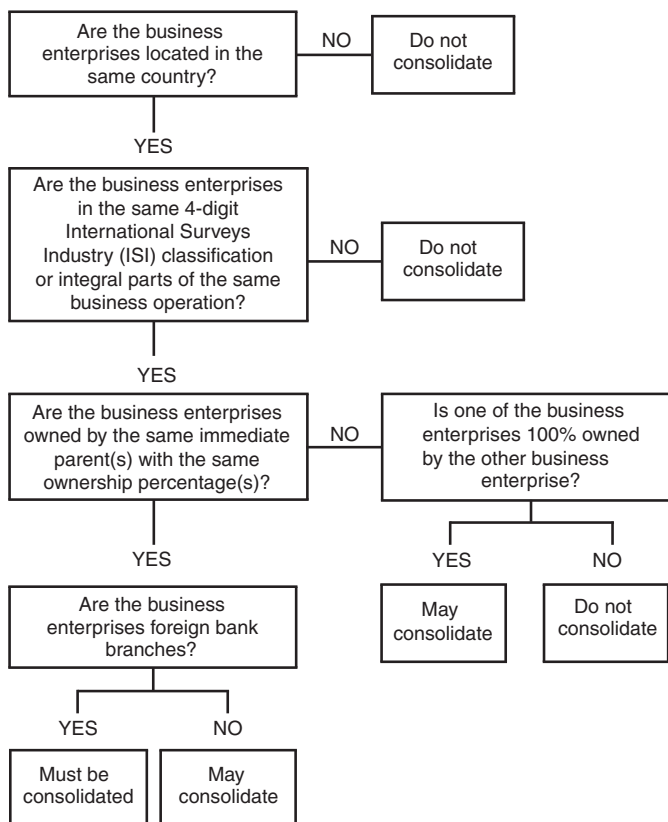 Are the business
enterprises located in the
same country?
NO
Do not
consolidate
YES
Are the business enterprises
in the same 4-digit
International Surveys
Industry (ISI) classification
or integral parts of the same
business operation?
NO
Do not
consolidate
YES
Are the business enterprises
owned by the same immediate
parent(s) with the same
ownership percentage(s)?
NO
Is one of the business
enterprises 100% owned
by the other business
enterprise?
YES
YES
NO
Are the business
enterprises foreign bank
branches?
May
consolidate
Do not
consolidate
YES
NO
Must be
consolidated
May
consolidate